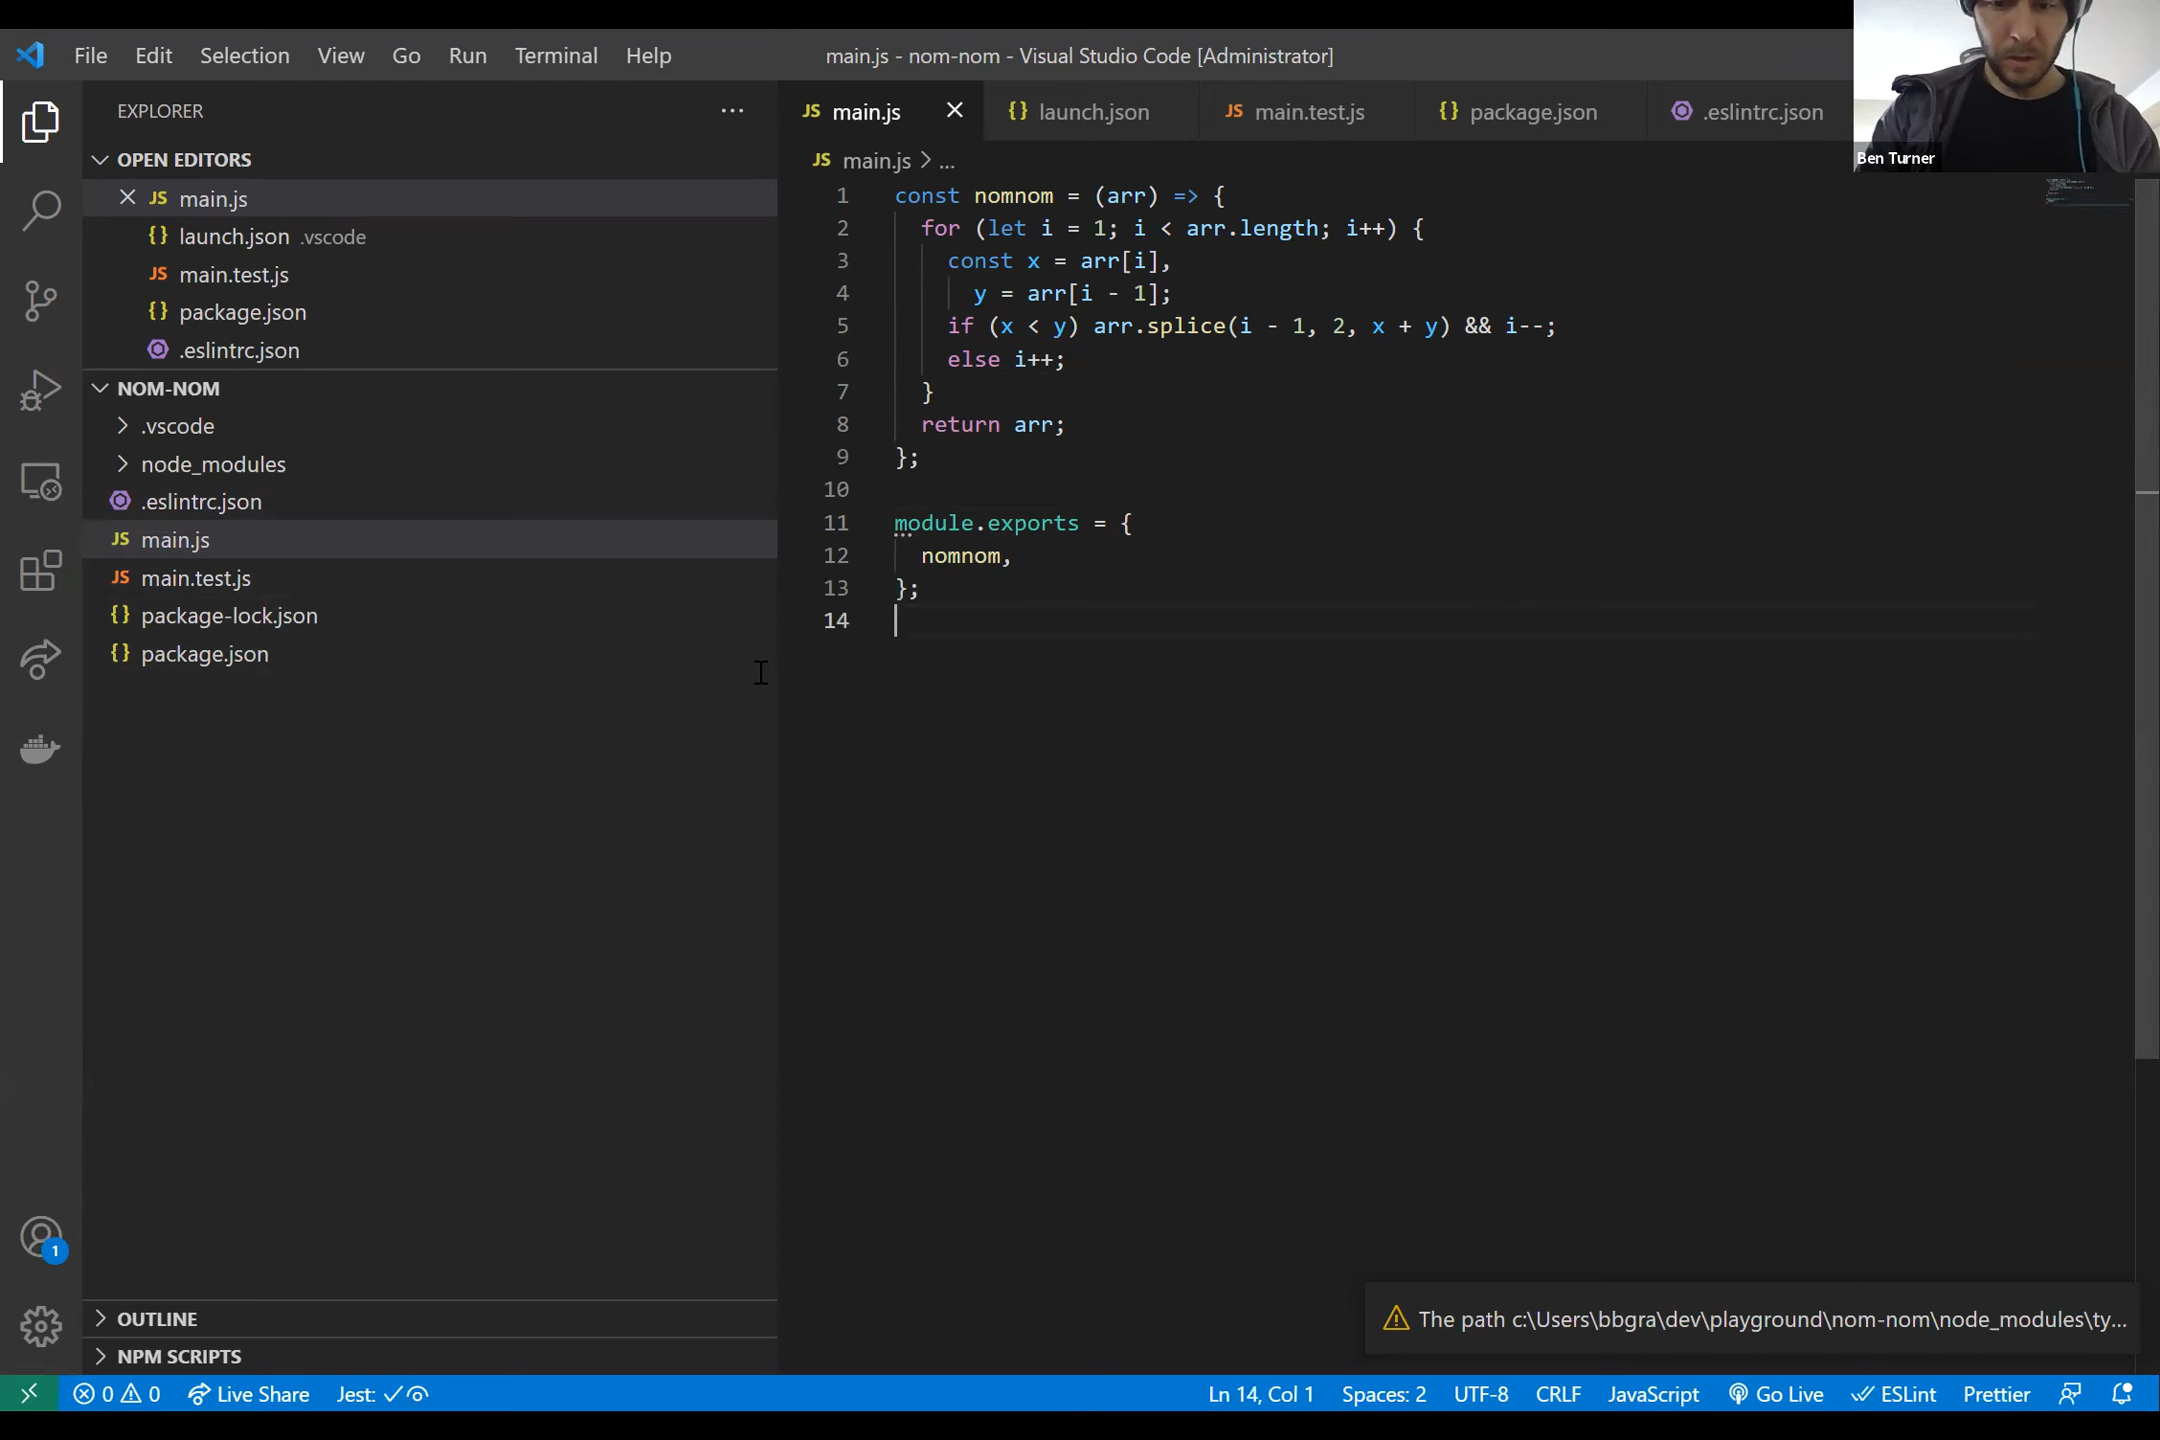 File Edit Selection View Go Run Terminal Help
main.js - nom-nom - Visual Studio Code [Administrator]
EXPLORER
OPEN EDITORS
JS main.js
{} launch.json .vscode
JS main.test.js
{} package.json
.eslintrc.json
NOM-NOM
.vscode
node_modules
.eslintrc.json
JS main.js
JS main.test.js
{} package-lock.json
{} package.json
OUTLINE
NPM SCRIPTS
1
JS main.js {} launch.json JS main.test.js {} package.json .eslintrc.json
Ben Turner
JS main.js > ...
1 const nomnom = (arr) => {
2 for (let i = 1; i < arr.length; i++) {
3 const x = arr[i],
4 y = arr[i - 1];
5 if (x < y) arr.splice(i - 1, 2, x + y) && i--;
6 else i++;
7 }
8 return arr;
9 };
10
11 module.exports = {
12 nomnom,
13 };
14
The path c:\Users\bbgra\dev\playground\nom-nom\node_modules\ty...
0 0 Live Share Jest: Ln 14, Col 1 Spaces: 2 UTF-8 CRLF JavaScript Go Live ESLint Prettier